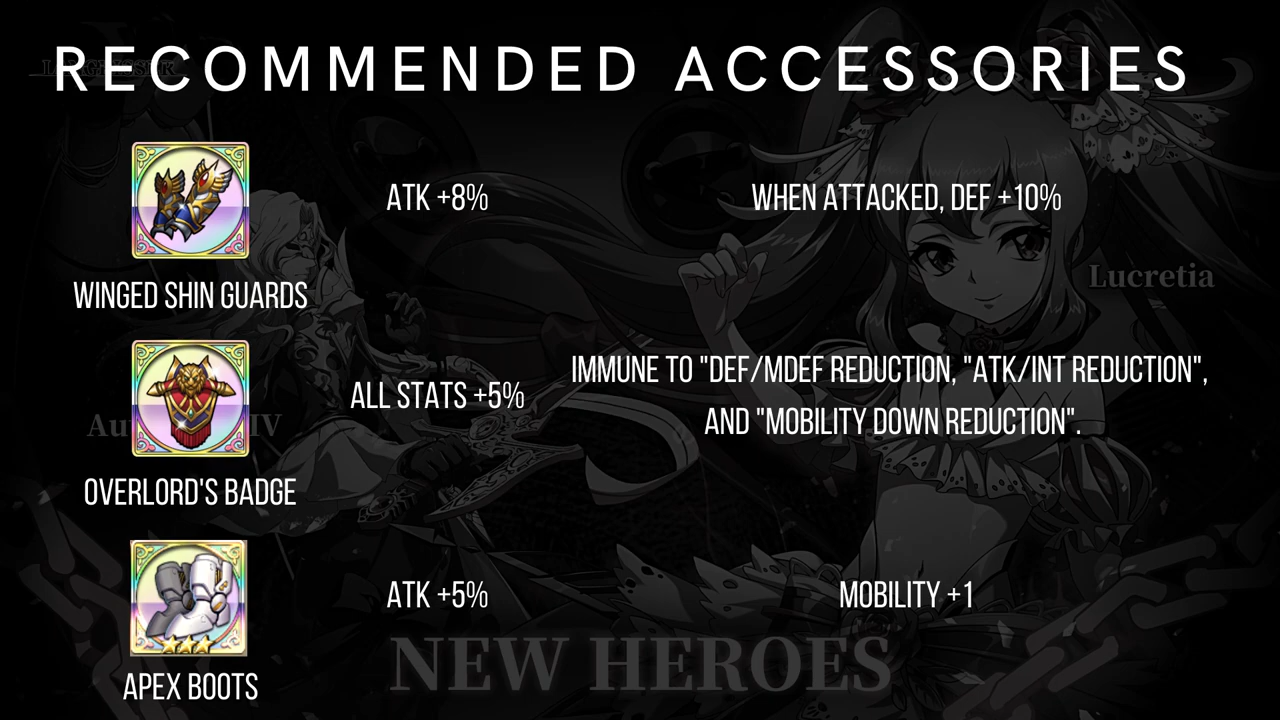 RECOMMENDED ACCESSORIES
ATK +8%
WHEN ATTACKED, DEF +10%
WINGED SHIN GUARDS
Lucretia
ALL STATS +5%
IMMUNE TO "DEF/MDEF REDUCTION, "ATK/INT REDUCTION",
AND "MOBILITY DOWN REDUCTION".
IV
OVERLORD'S BADGE
ATK +5%
MOBILITY +1
APEX BOOTS
NEW HEROES